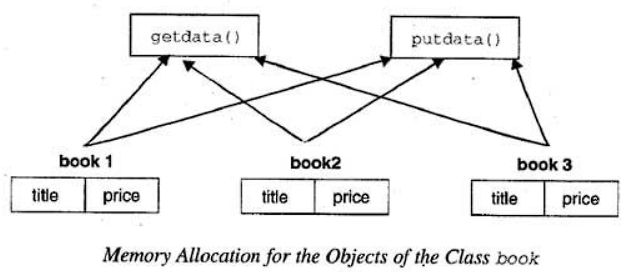 getdata() putdata()
book 1 book2 book 3
title price title price title price
Memory Allocation for the Objects of the Class book